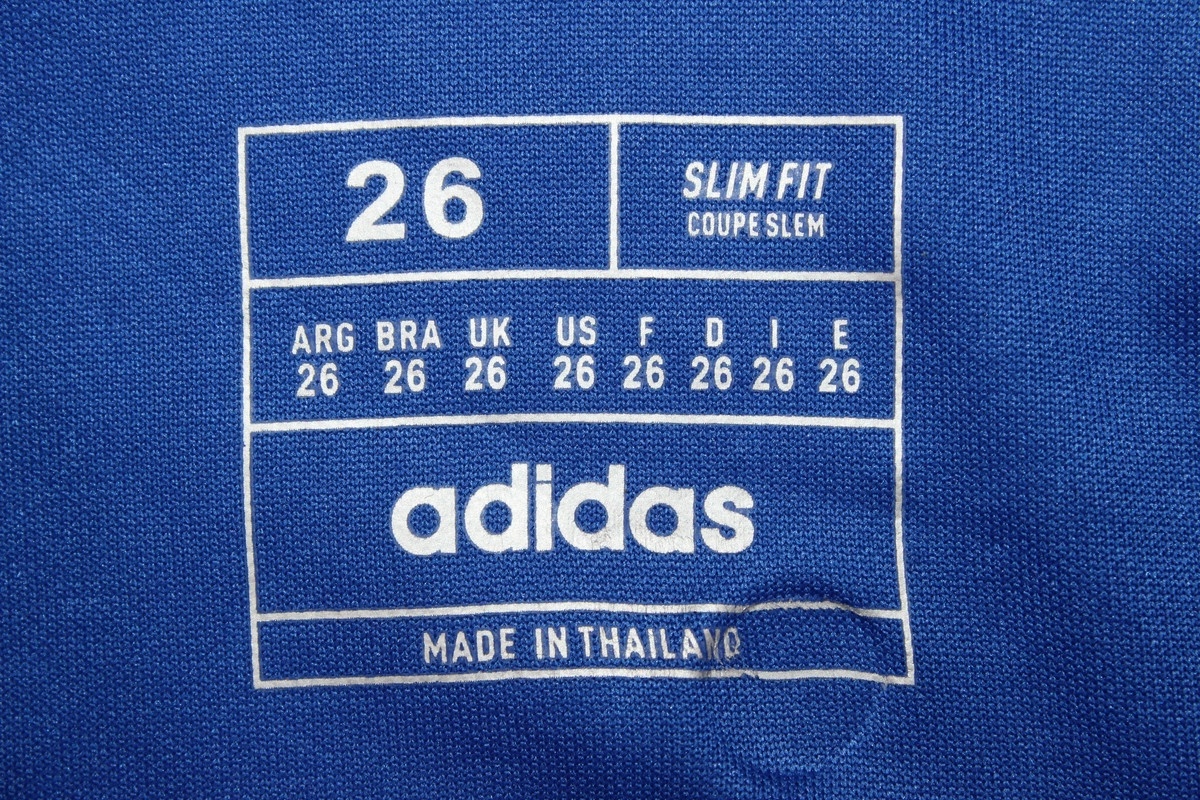 26
SLIM FIT
COUPE SLEM
ARG BRA UK US F D I E
26 26 26 26 26 26 26 26
adidas
MADE IN THAILAND